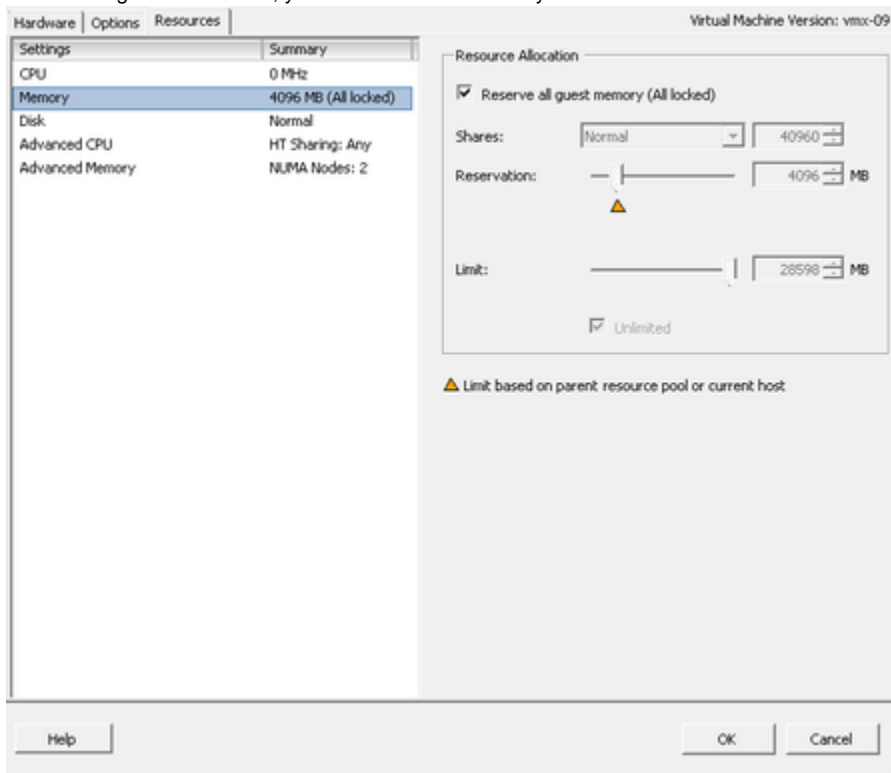 Hardware Options Resources Virtual Machine Version: vmx-09
Settings Summary
CPU 0 MHz
Memory 4096 MB (All locked)
Disk Normal
Advanced CPU HT Sharing: Any
Advanced Memory NUMA Nodes: 2
Resource Allocation
Reserve all guest memory (All locked)
Shares: Normal 40960
Reservation: 4096 MB
Limit: 28598 MB
Unlimited
Limit based on parent resource pool or current host
Help OK Cancel